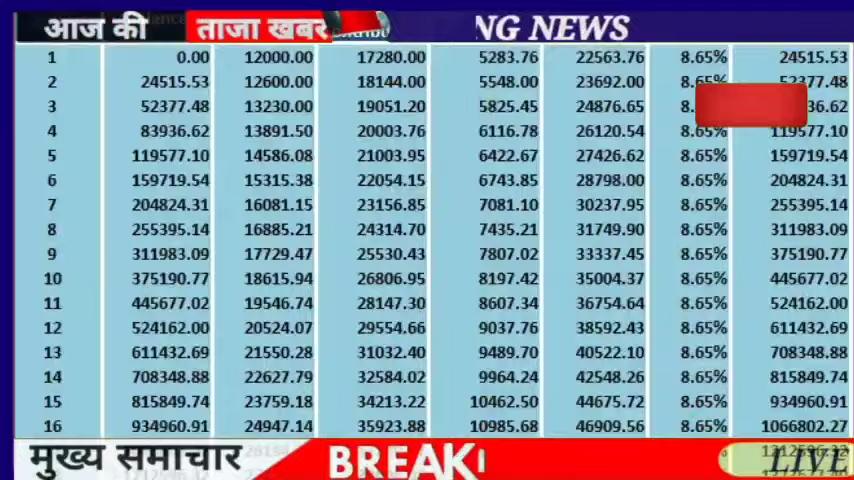 आज की ताजा खबर NG NEWS
1 0.00 12000.00 17280.00 5283.76 22563.76 8.65% 24515.53
2 24515.53 12600.00 18144.00 5548.00 23692.00 8.65% 52377.48
3 52377.48 13230.00 19051.20 5825.45 24876.65 8. 36.62
4 83936.62 13891.50 20003.76 6116.78 26120.54 8.65% 119577.10
5 119577.10 14586.08 21003.95 6422.67 27426.62 8.65% 159719.54
6 159719.54 15315.38 22054.15 6743.85 28798.00 8.65% 204824.31
7 204824.31 16081.15 23156.85 7081.10 30237.95 8.65% 255395.14
8 255395.14 16885.21 24314.70 7435.21 31749.90 8.65% 311983.09
9 311983.09 17729.47 25530.43 7807.02 33337.45 8.65% 375190.77
10 375190.77 18615.94 26806.95 8197.42 35004.37 8.65% 445677.02
11 445677.02 19546.74 28147.30 8607.34 36754.64 8.65% 524162.00
12 524162.00 20524.07 29554.66 9037.76 38592.43 8.65% 611432.69
13 611432.69 21550.28 31032.40 9489.70 40522.10 8.65% 708348.88
14 708348.88 22627.79 32584.02 9964.24 42548.26 8.65% 815849.74
15 815849.74 23759.18 34213.22 10462.50 44675.72 8.65% 934960.91
16 934960.91 24947.14 35923.88 10985.68 46909.56 8.65% 1066802.27
मुख्य समाचार BREAK LIVE